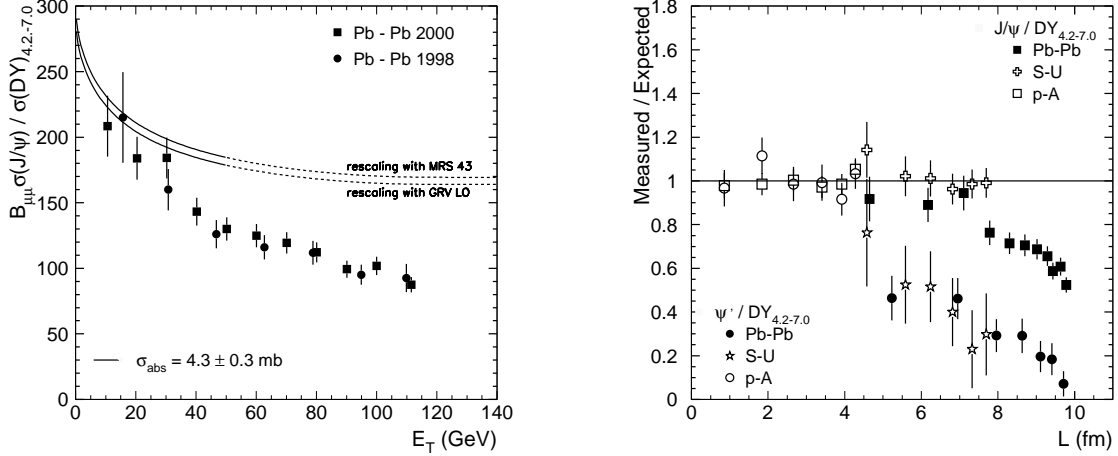 300
250
200
150
100
50
0
B_μμ σ(J/ψ) / σ(DY)_4.2-7.0
Pb - Pb 2000
Pb - Pb 1998
rescaling with MRS 43
rescaling with GRV LO
σ_abs = 4.3 ± 0.3 mb
0 20 40 60 80 100 120 140
E_T (GeV)
1.8
1.6
1.4
1.2
1
0.8
0.6
0.4
0.2
0
Measured / Expected
J/ψ / DY_4.2-7.0
Pb-Pb
S-U
p-A
ψ' / DY_4.2-7.0
Pb-Pb
S-U
p-A
0 2 4 6 8 10
L (fm)